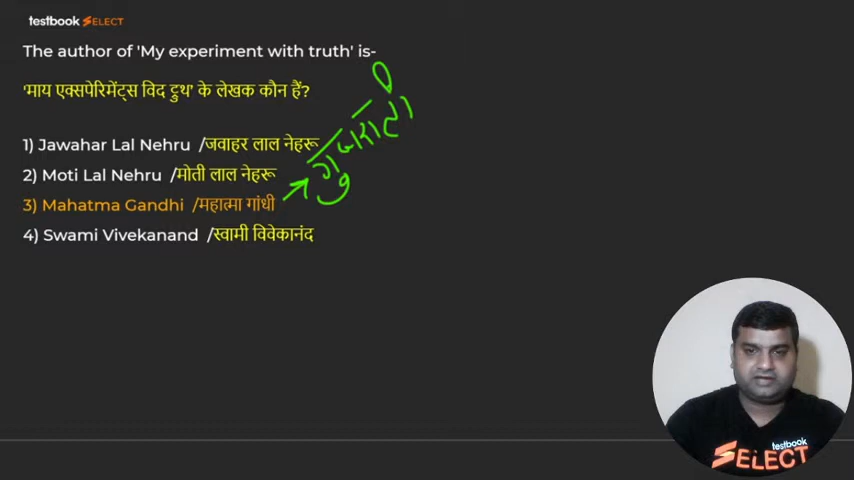 testbook SELECT
The author of 'My experiment with truth' is-
'माय एक्सपेरिमेंट्स विद ट्रुथ' के लेखक कौन हैं?
1) Jawahar Lal Nehru /जवाहर लाल नेहरू
2) Moti Lal Nehru /मोती लाल नेहरू
3) Mahatma Gandhi /महात्मा गांधी
4) Swami Vivekanand /स्वामी विवेकानंद
गुजराती
testbook
SELECT